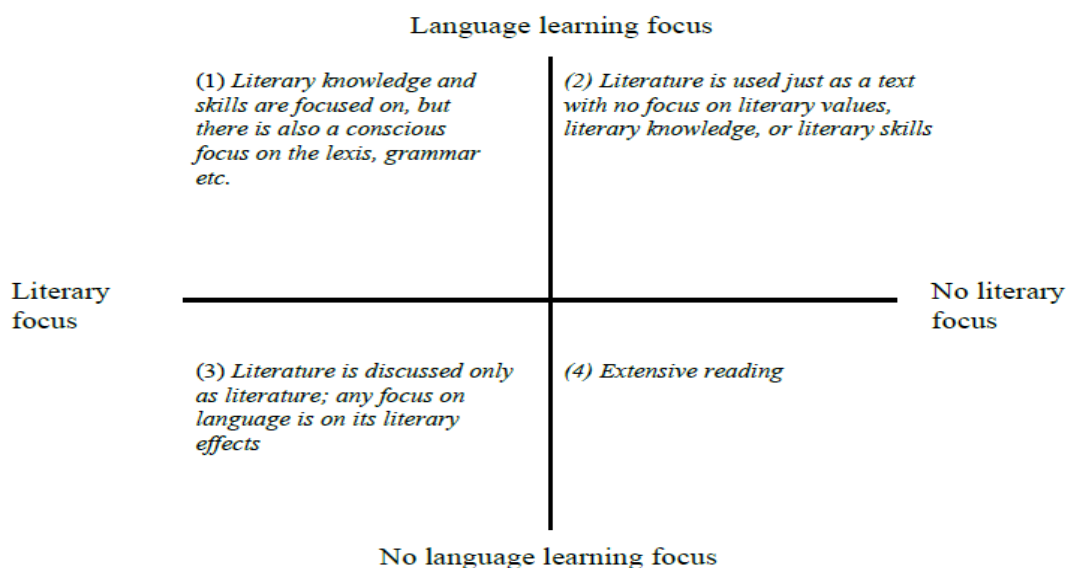 Language learning focus
(1) Literary knowledge and
skills are focused on, but
there is also a conscious
focus on the lexis, grammar
etc.
(2) Literature is used just as a text
with no focus on literary values,
literary knowledge, or literary skills
Literary
focus
No literary
focus
(3) Literature is discussed only
as literature; any focus on
language is on its literary
effects
(4) Extensive reading
No language learning focus